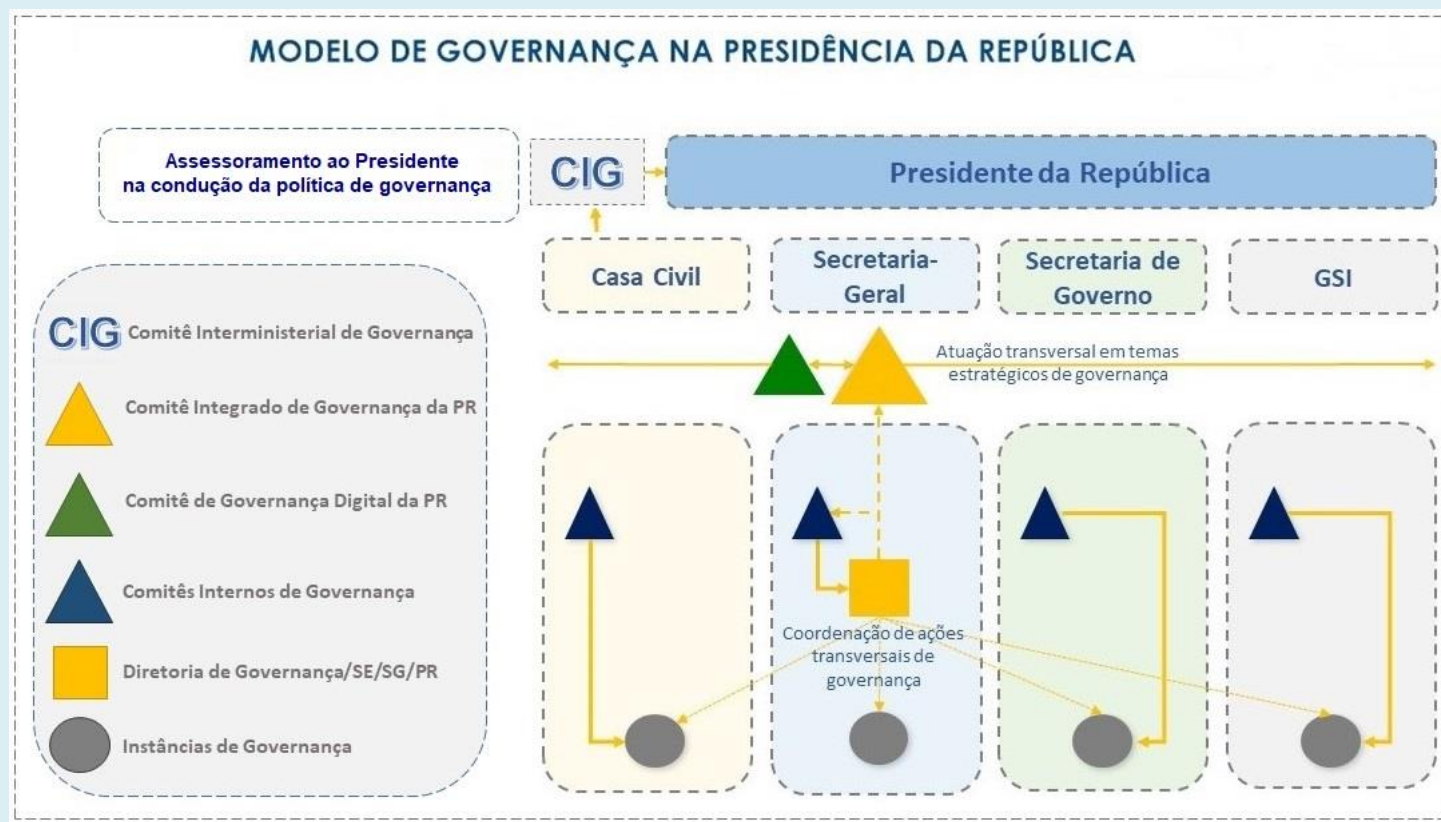 MODELO DE GOVERNANÇA NA PRESIDÊNCIA DA REPÚBLICA
Assessoramento ao Presidente
na condução da política de governança
CIG
Presidente da República
Casa Civil
Secretaria-
Geral
Secretaria de
Governo
GSI
CIG Comitê Interministerial de Governança
Comitê Integrado de Governança da PR
Comitê de Governança Digital da PR
Comitês Internos de Governança
Diretoria de Governança/SE/SG/PR
Instâncias de Governança
Atuação transversal em temas
estratégicos de governança
Coordenação de ações
transversais de
governança